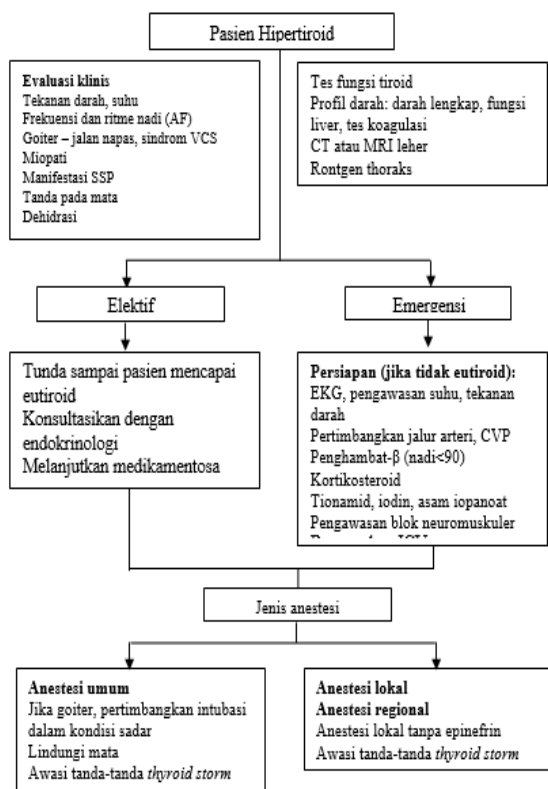 Pasien Hipertiroid
Evaluasi klinis
Tekanan darah, suhu
Frekuensi dan ritme nadi (AF)
Goiter – jalan napas, sindrom VCS
Miopati
Manifestasi SSP
Tanda pada mata
Dehidrasi
Tes fungsi tiroid
Profil darah: darah lengkap, fungsi
liver, tes koagulasi
CT atau MRI leher
Rontgen thoraks
Elektif
Emergensi
Tunda sampai pasien mencapai
eutiroid
Konsultasikan dengan
endokrinologi
Melanjutkan medikamentosa
Persiapan (jika tidak eutiroid):
EKG, pengawasan suhu, tekanan
darah
Pertimbangkan jalur arteri, CVP
Penghambat-β (nadi<90)
Kortikosteroid
Tionamid, iodin, asam iopanoat
Pengawasan blok neuromuskuler
Jenis anestesi
Anestesi umum
Jika goiter, pertimbangkan intubasi
dalam kondisi sadar
Lindungi mata
Awasi tanda-tanda thyroid storm
Anestesi lokal
Anestesi regional
Anestesi lokal tanpa epinefrin
Awasi tanda-tanda thyroid storm